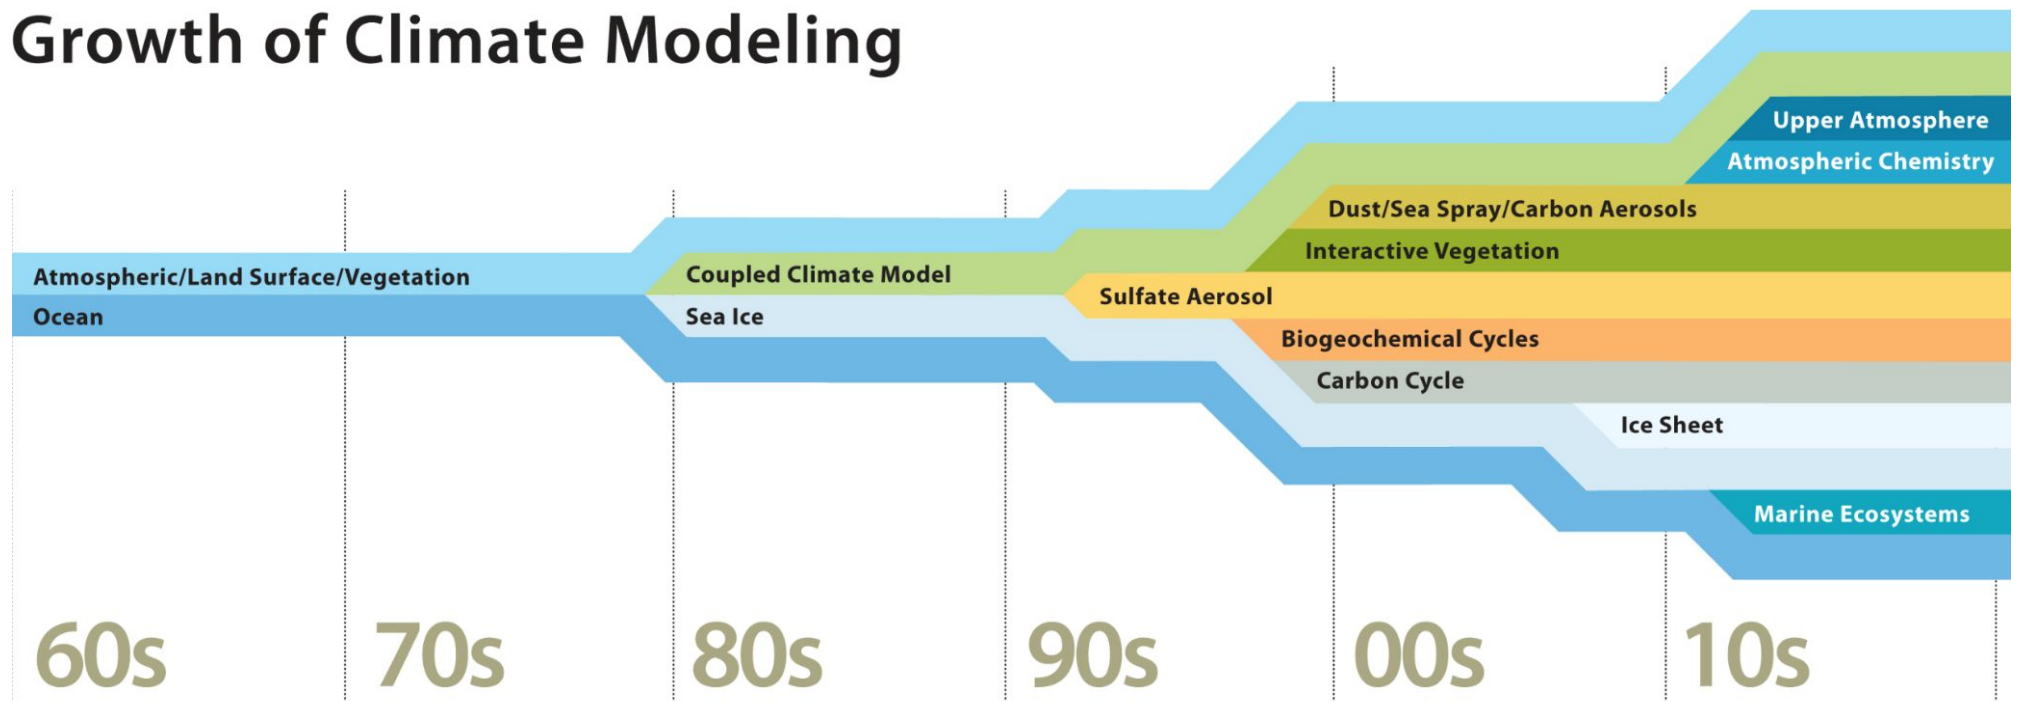 Growth of Climate Modeling
Upper Atmosphere
Atmospheric Chemistry
Dust/Sea Spray/Carbon Aerosols
Interactive Vegetation
Atmospheric/Land Surface/Vegetation
Coupled Climate Model
Sulfate Aerosol
Ocean
Sea Ice
Biogeochemical Cycles
Carbon Cycle
Ice Sheet
Marine Ecosystems
60s
70s
80s
90s
00s
10s